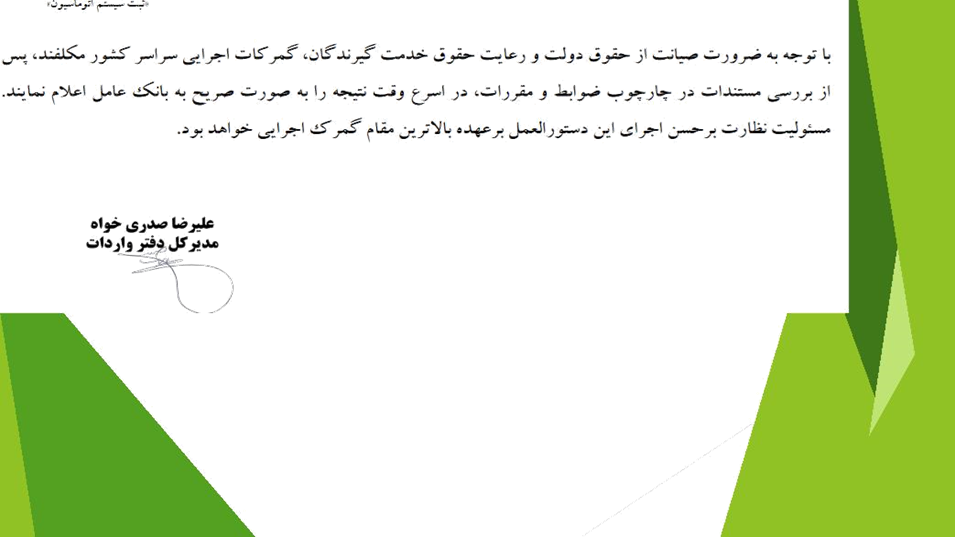 «ثبت سیستم اتوماسیون»
با توجه به ضرورت صیانت از حقوق دولت و رعایت حقوق خدمت گیرندگان، گمرکات اجرایی سراسر کشور مکلفند، پس
از بررسی مستندات در چارچوب ضوابط و مقررات، در اسرع وقت نتیجه را به صورت صریح به بانک عامل اعلام نمایند.
مسئولیت نظارت برحسن اجرای این دستورالعمل برعهده بالاترین مقام گمرک اجرایی خواهد بود.
علیرضا صدری خواه
مدیرکل دفتر واردات